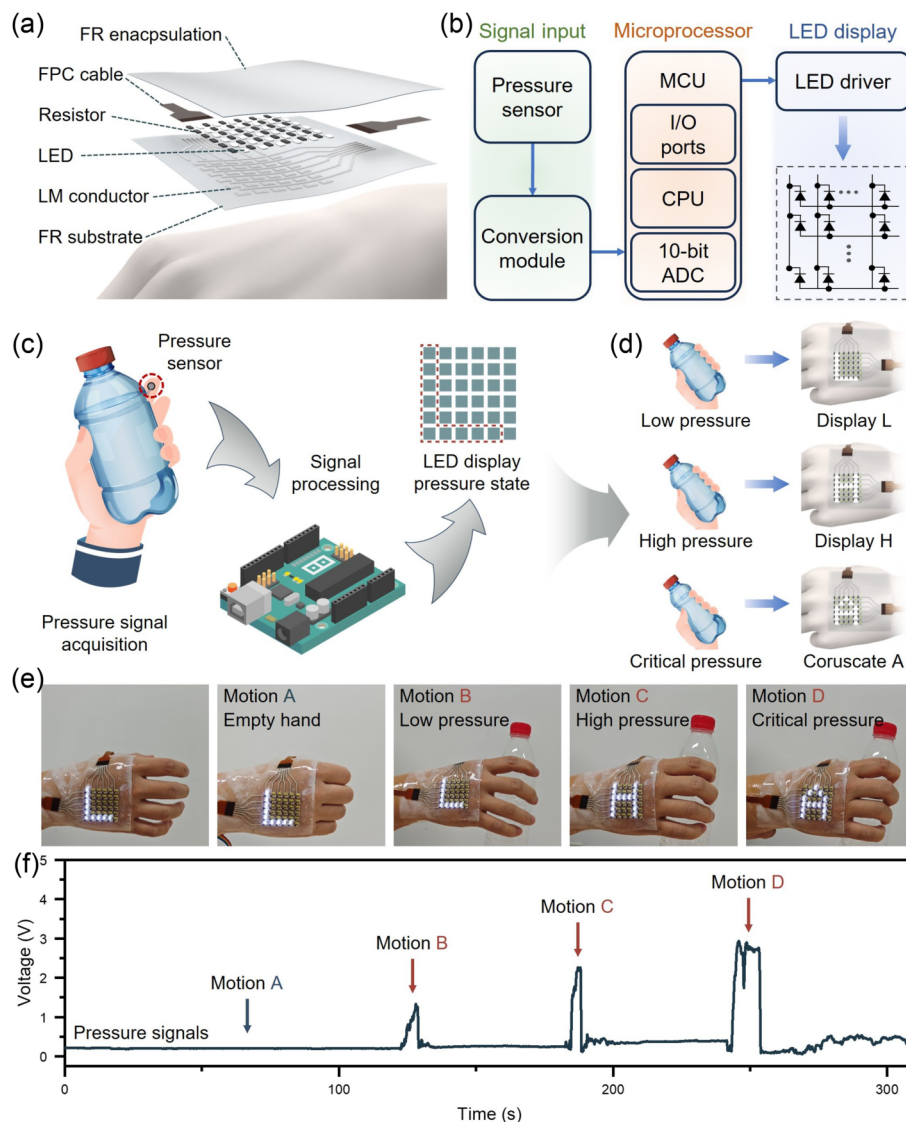 (a)
FR enacpsulation
FPC cable
Resistor
LED
LM conductor
FR substrate
(b)
Signal input
Microprocessor
LED display
Pressure
sensor
Conversion
module
MCU
I/O
ports
CPU
10-bit
ADC
LED driver
(c)
Pressure
sensor
Signal
processing
LED display
pressure state
Pressure signal
acquisition
(d)
Low pressure
Display L
High pressure
Display H
Critical pressure
Coruscate A
(e)
Motion A
Empty hand
Motion B
Low pressure
Motion C
High pressure
Motion D
Critical pressure
(f)
Voltage (V)
5
4
3
2
1
0
Pressure signals
Motion A
Motion B
Motion C
Motion D
0
100
200
300
Time (s)